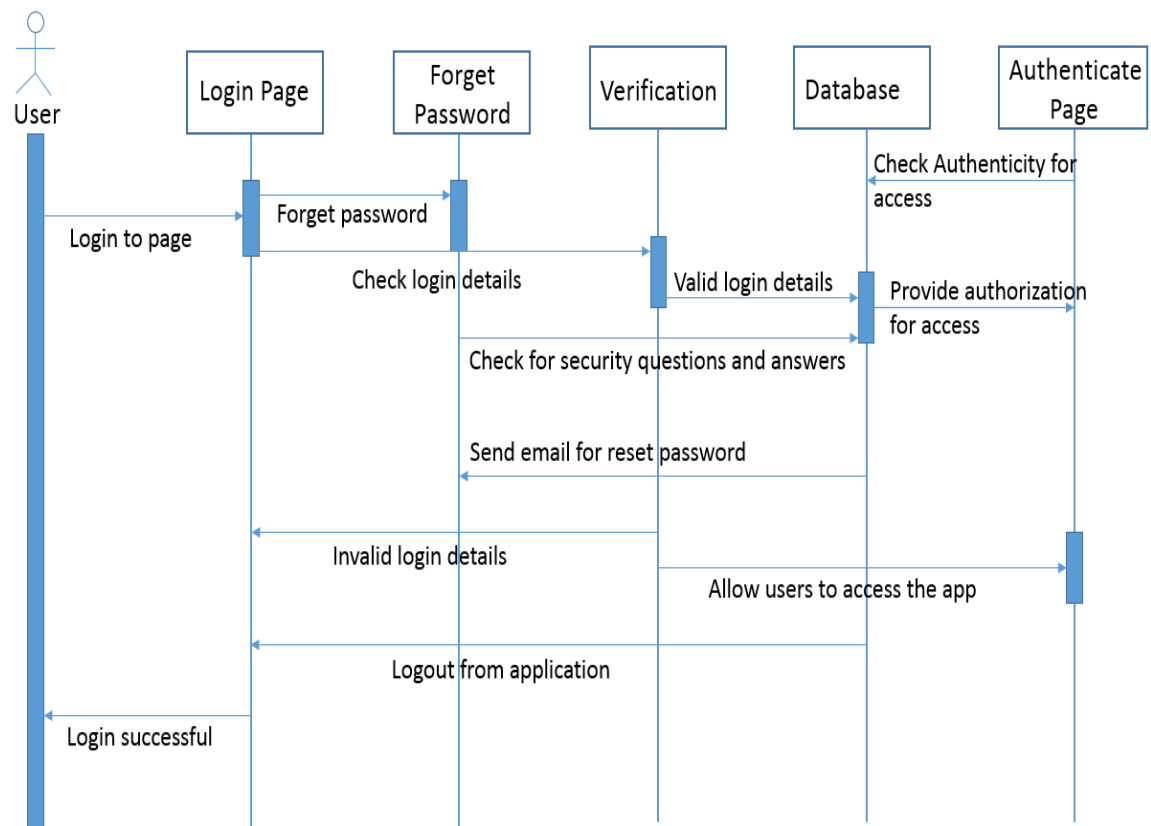 User
Login Page
Forget
Password
Verification
Database
Authenticate
Page
Check Authenticity for
access
Forget password
Login to page
Check login details
Valid login details
Provide authorization
for access
Check for security questions and answers
Send email for reset password
Invalid login details
Allow users to access the app
Logout from application
Login successful